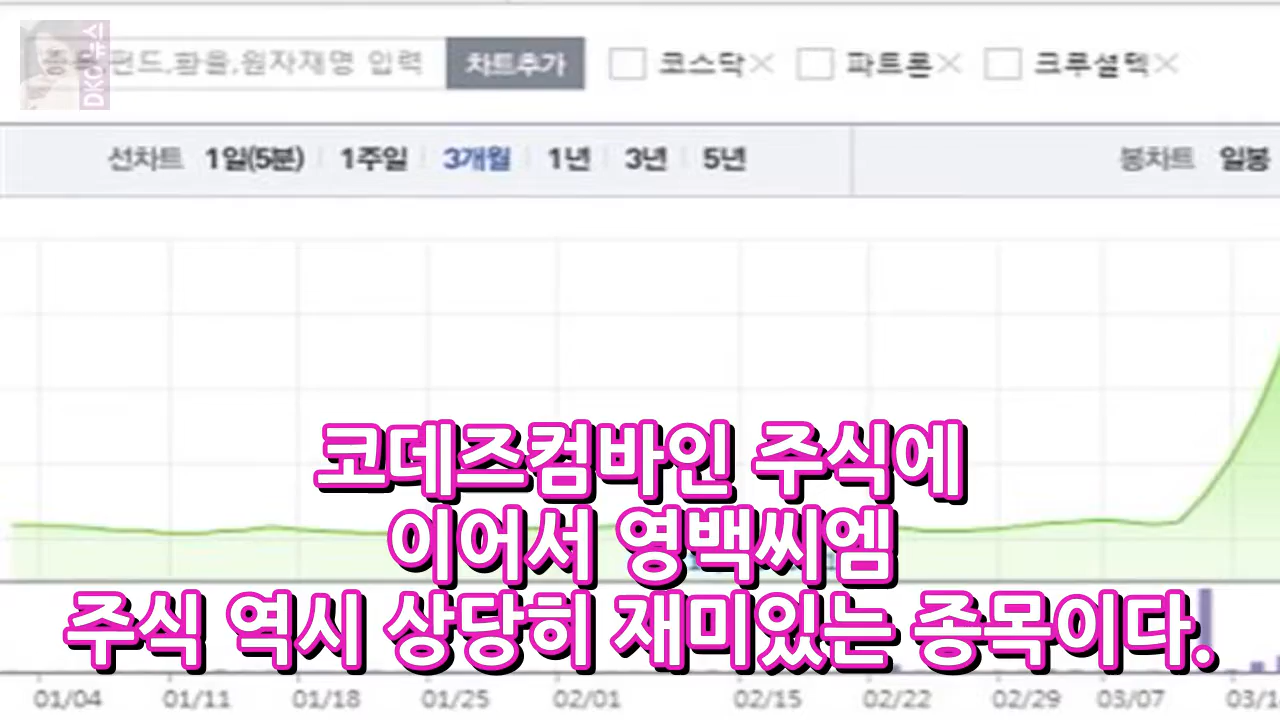 DKC뉴스
펀드,환율,원자재명 입력
차트추가
코스닥
파트론
크루셜텍
선차트 1일(5분) 1주일 3개월 1년 3년 5년
봉차트 일봉
코데즈컴바인 주식에
이어서 영백씨엠
주식 역시 상당히 재미있는 종목이다.
01/04 01/11 01/18 01/25 02/01 02/15 02/22 02/29 03/07